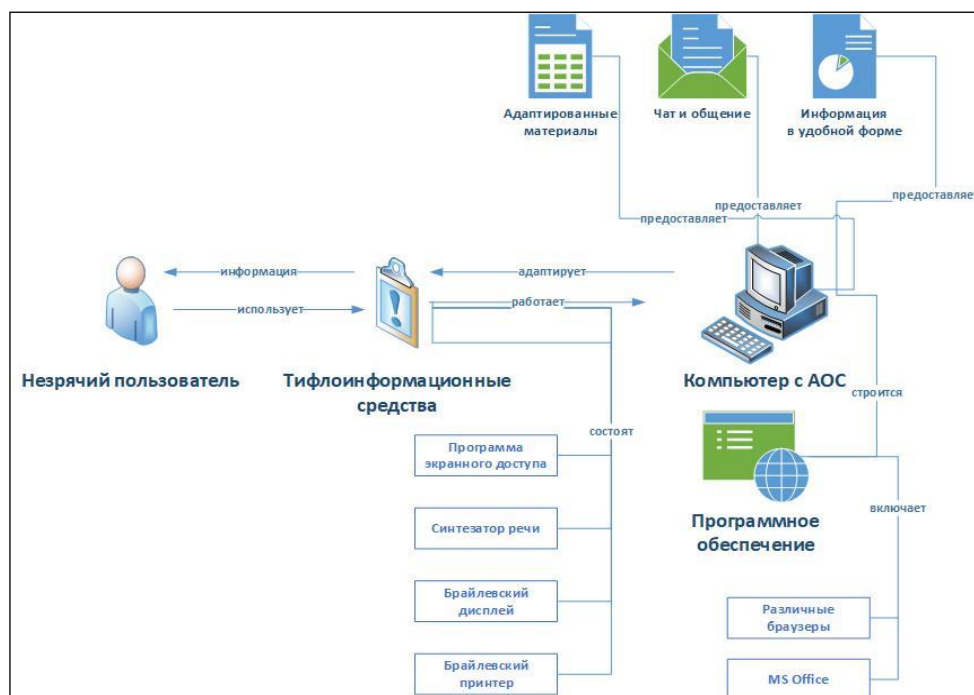 Адаптированные
материалы
Чат и общение
Информация
в удобной форме
предоставляет
предоставляет
предоставляет
информация
адаптирует
использует
работает
Незрячий пользователь
Тифлоинформационные
средства
Компьютер с АОС
строится
состоят
Программа
экранного доступа
включает
Синтезатор речи
Программное
обеспечение
Брайлевский
дисплей
Различные
браузеры
Брайлевский
принтер
MS Office